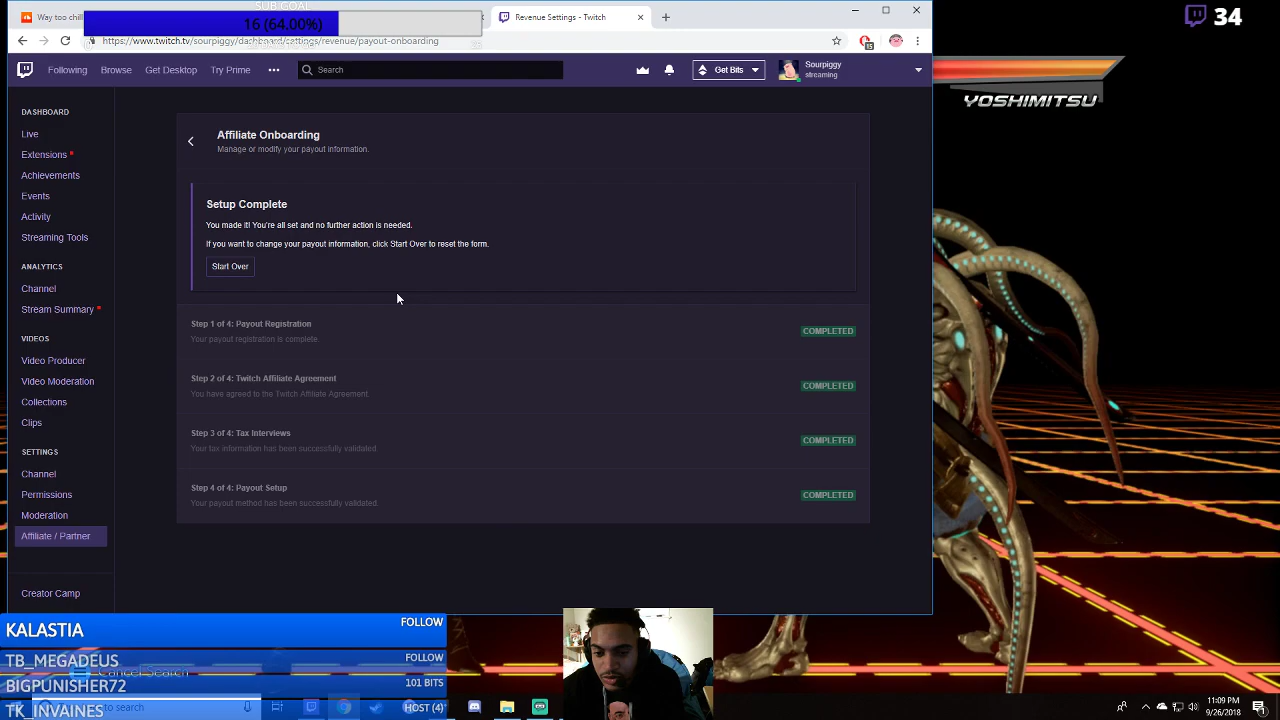 SUB GOAL
16 (64.00%)
Way to chill
Revenue Settings - Twitch
https://www.twitch.tv/sourpiggy/dashboard/settings/revenue/payout-onboarding
34
Following
Browse
Get Desktop
Try Prime
Search
Get Bits
Sourpiggy
streaming
YOSHIMITSU
DASHBOARD
Live
Extensions
Achievements
Events
Activity
Streaming Tools
ANALYTICS
Channel
Stream Summary
VIDEOS
Video Producer
Video Moderation
Collections
Clips
SETTINGS
Channel
Permissions
Moderation
Affiliate / Partner
Creator Camp
Affiliate Onboarding
Manage or modify your payout information.
Setup Complete
You made it! You're all set and no further action is needed.
If you want to change your payout information, click Start Over to reset the form.
Start Over
Step 1 of 4: Payout Registration
Your payout registration is complete.
COMPLETED
Step 2 of 4: Twitch Affiliate Agreement
You have agreed to the Twitch Affiliate Agreement.
COMPLETED
Step 3 of 4: Tax Interviews
Your tax information has been successfully validated
COMPLETED
Step 4 of 4: Payout Setup
Your payout method has been successfully validated.
COMPLETED
KALASTIA FOLLOW
TB_MEGADEUS FOLLOW
Cancel Search
BIGPUNISHER72 101 BITS
TK_INVAINES HOST (4)
to search
11:09 PM
9/26/2018